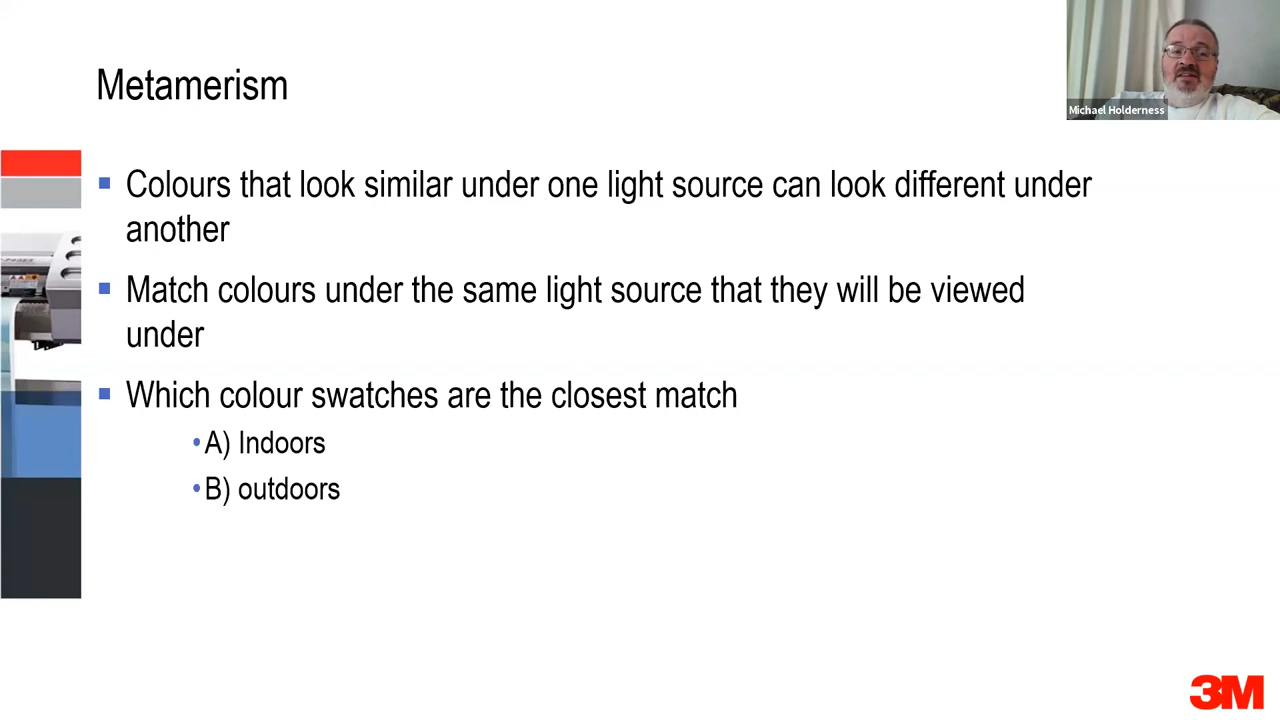 Metamerism
Michael Holderness
Colours that look similar under one light source can look different under
another
Match colours under the same light source that they will be viewed
under
Which colour swatches are the closest match
A) Indoors
B) outdoors
3M